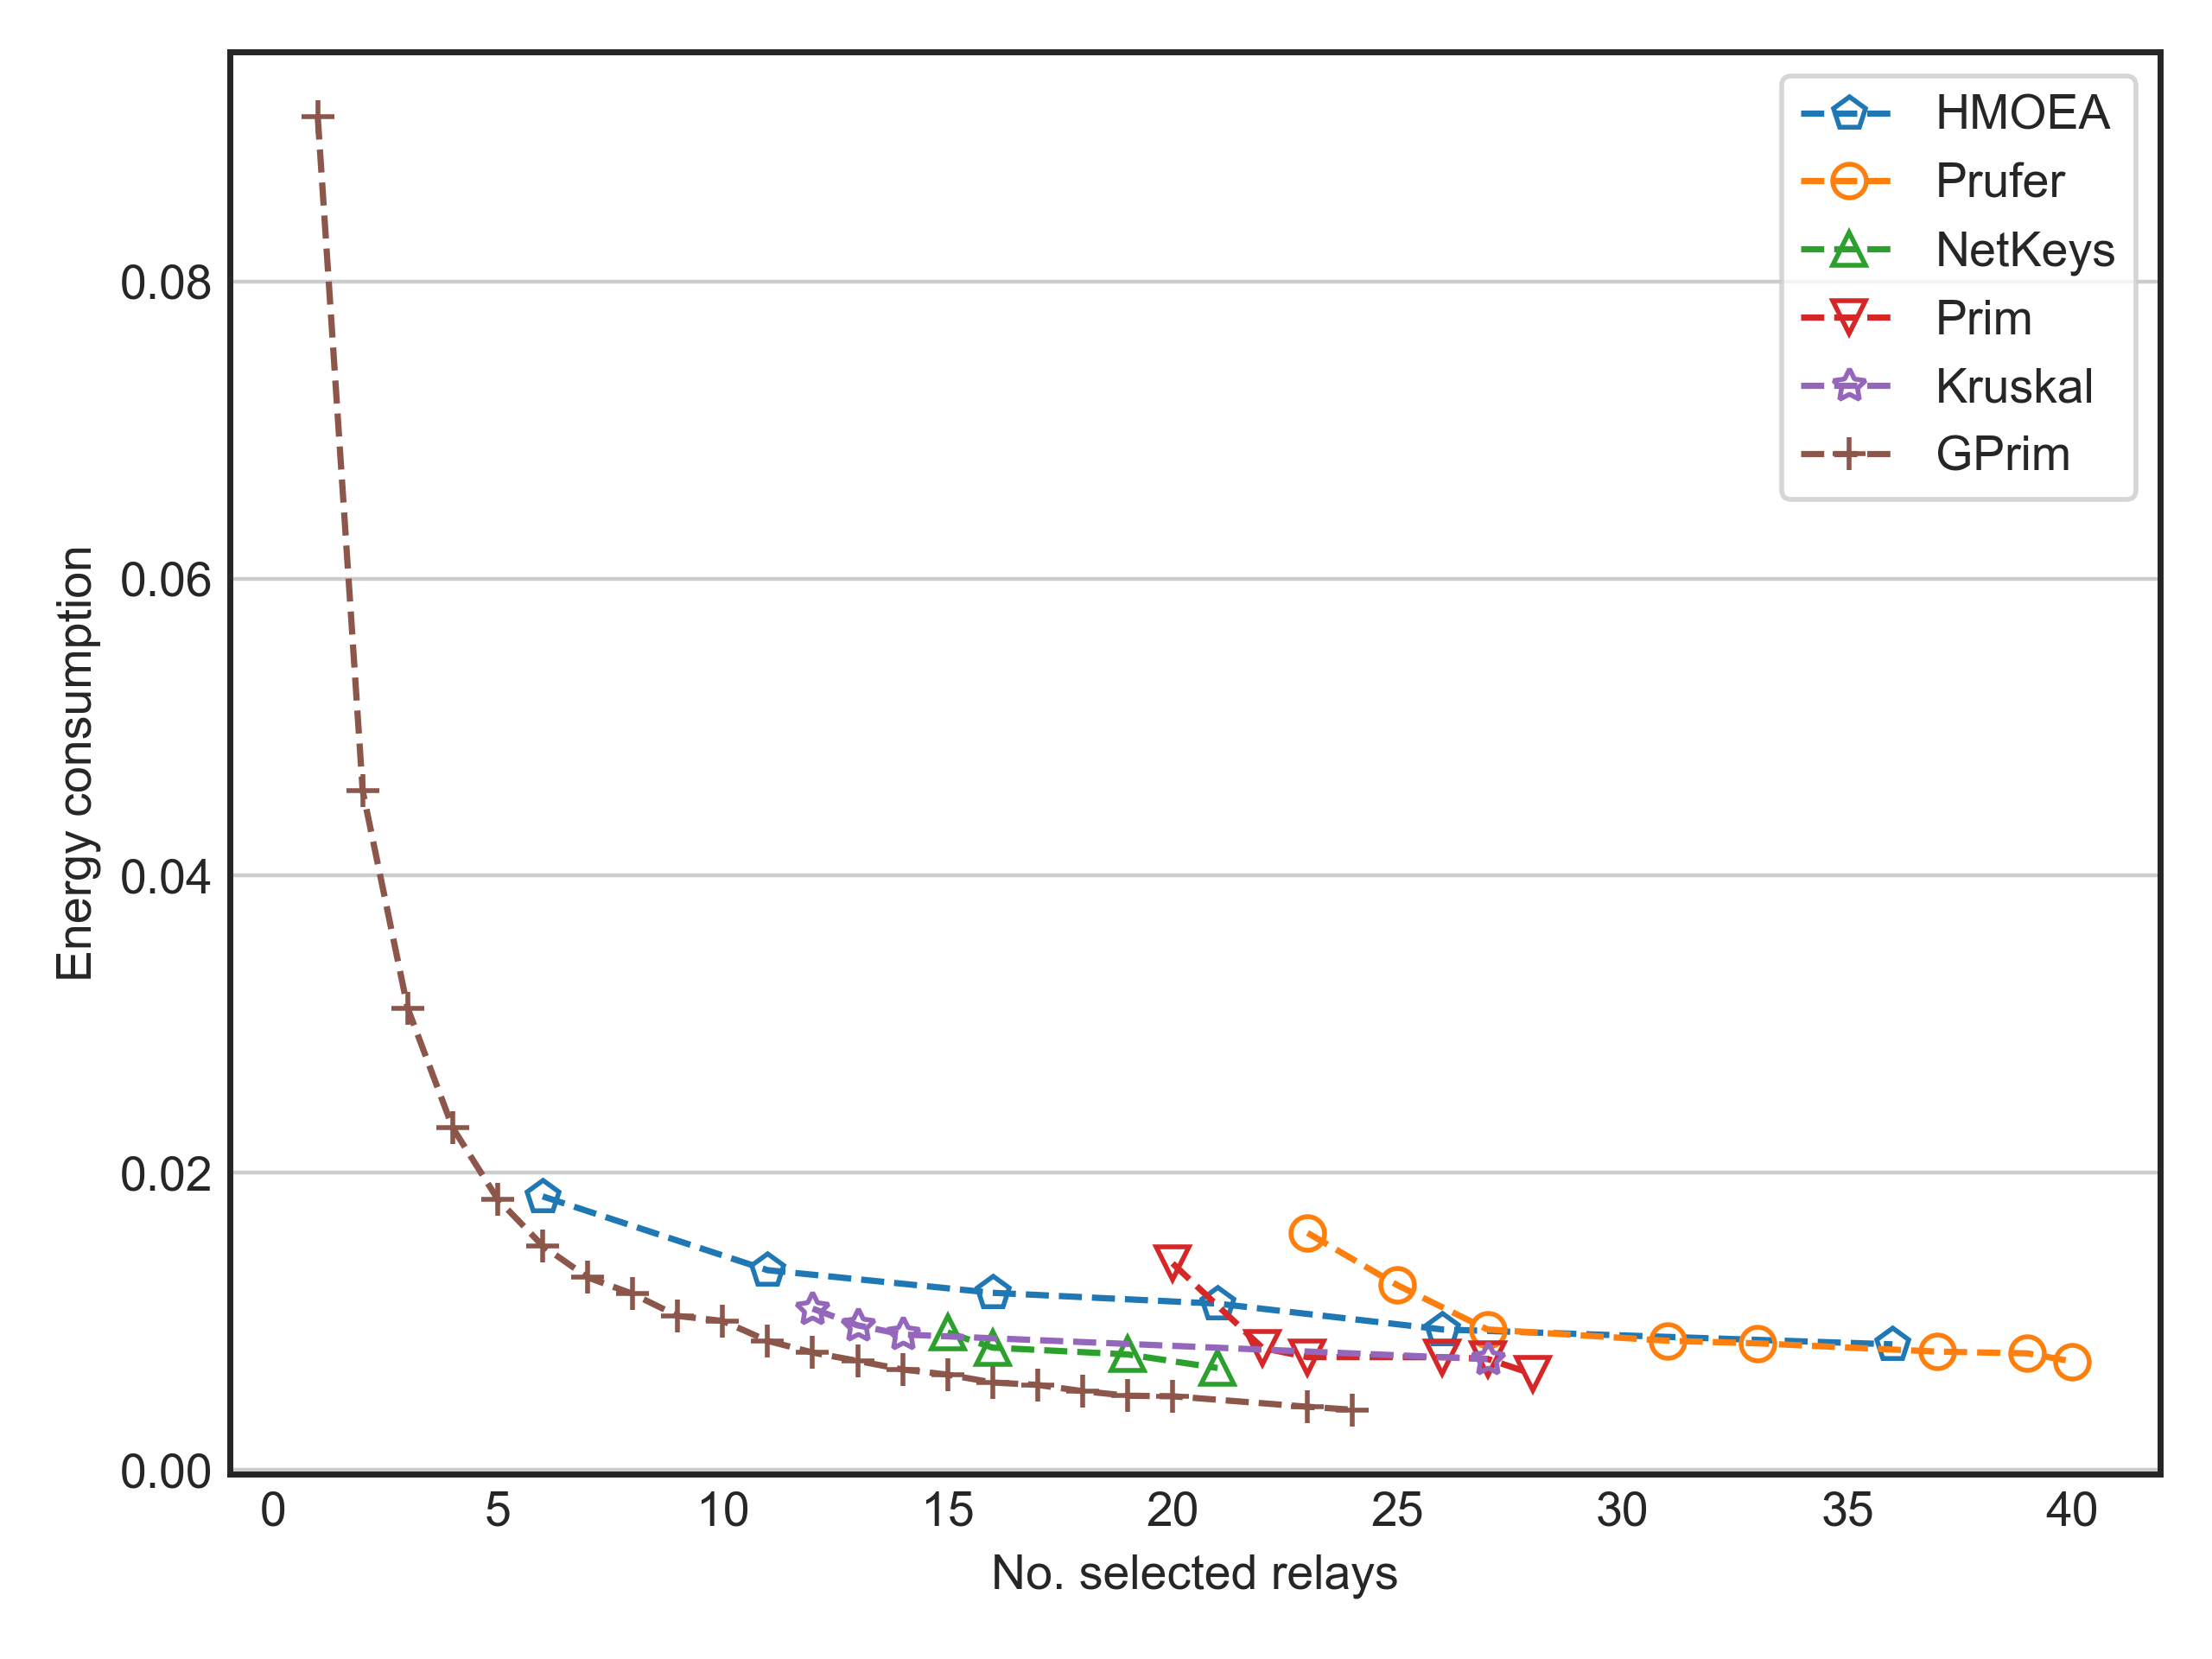 HMOEA
Prufer
NetKeys
Prim
Kruskal
GPrim
Energy consumption
0.08
0.06
0.04
0.02
0.00
0 5 10 15 20 25 30 35 40
No. selected relays